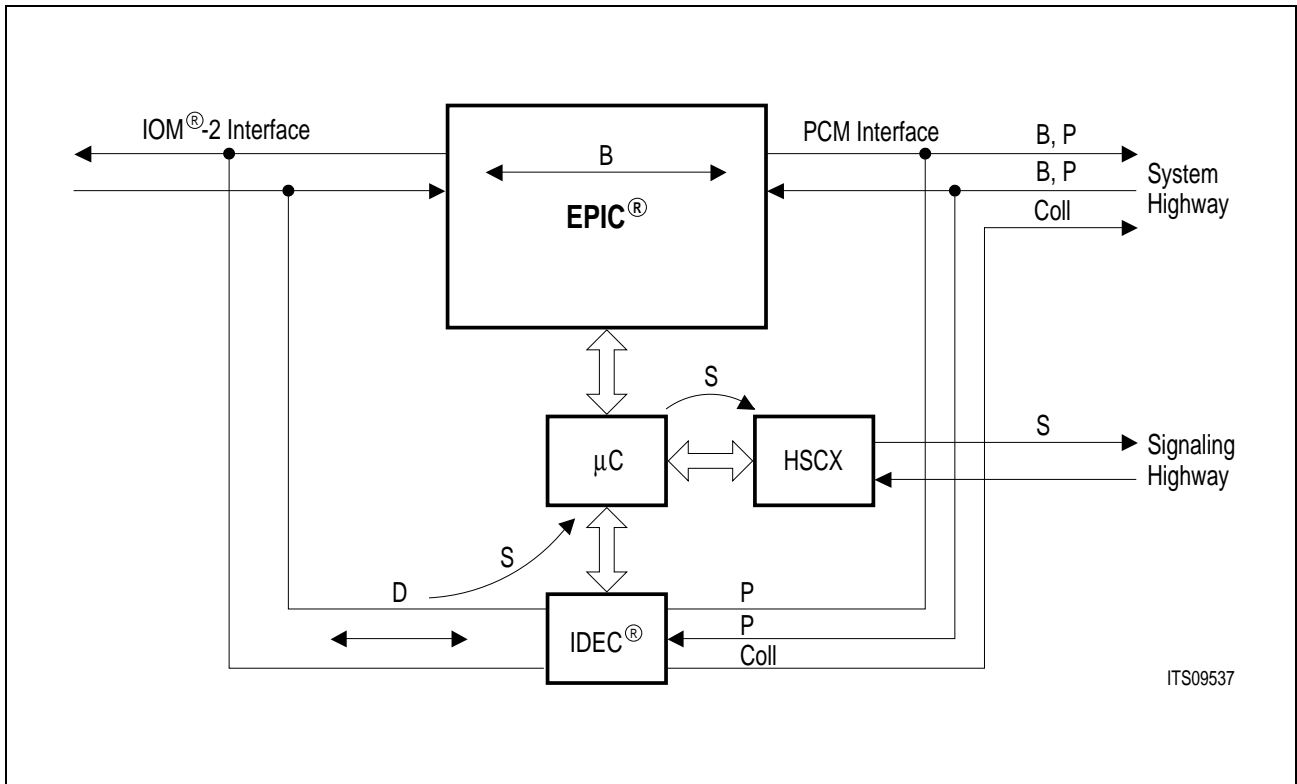 IOM®-2 Interface
PCM Interface
B, P
B
B, P
System
Highway
EPIC®
Coll
S
S
μC
HSCX
Signaling
Highway
S
D
P
P
IDEC®
Coll
ITS09537